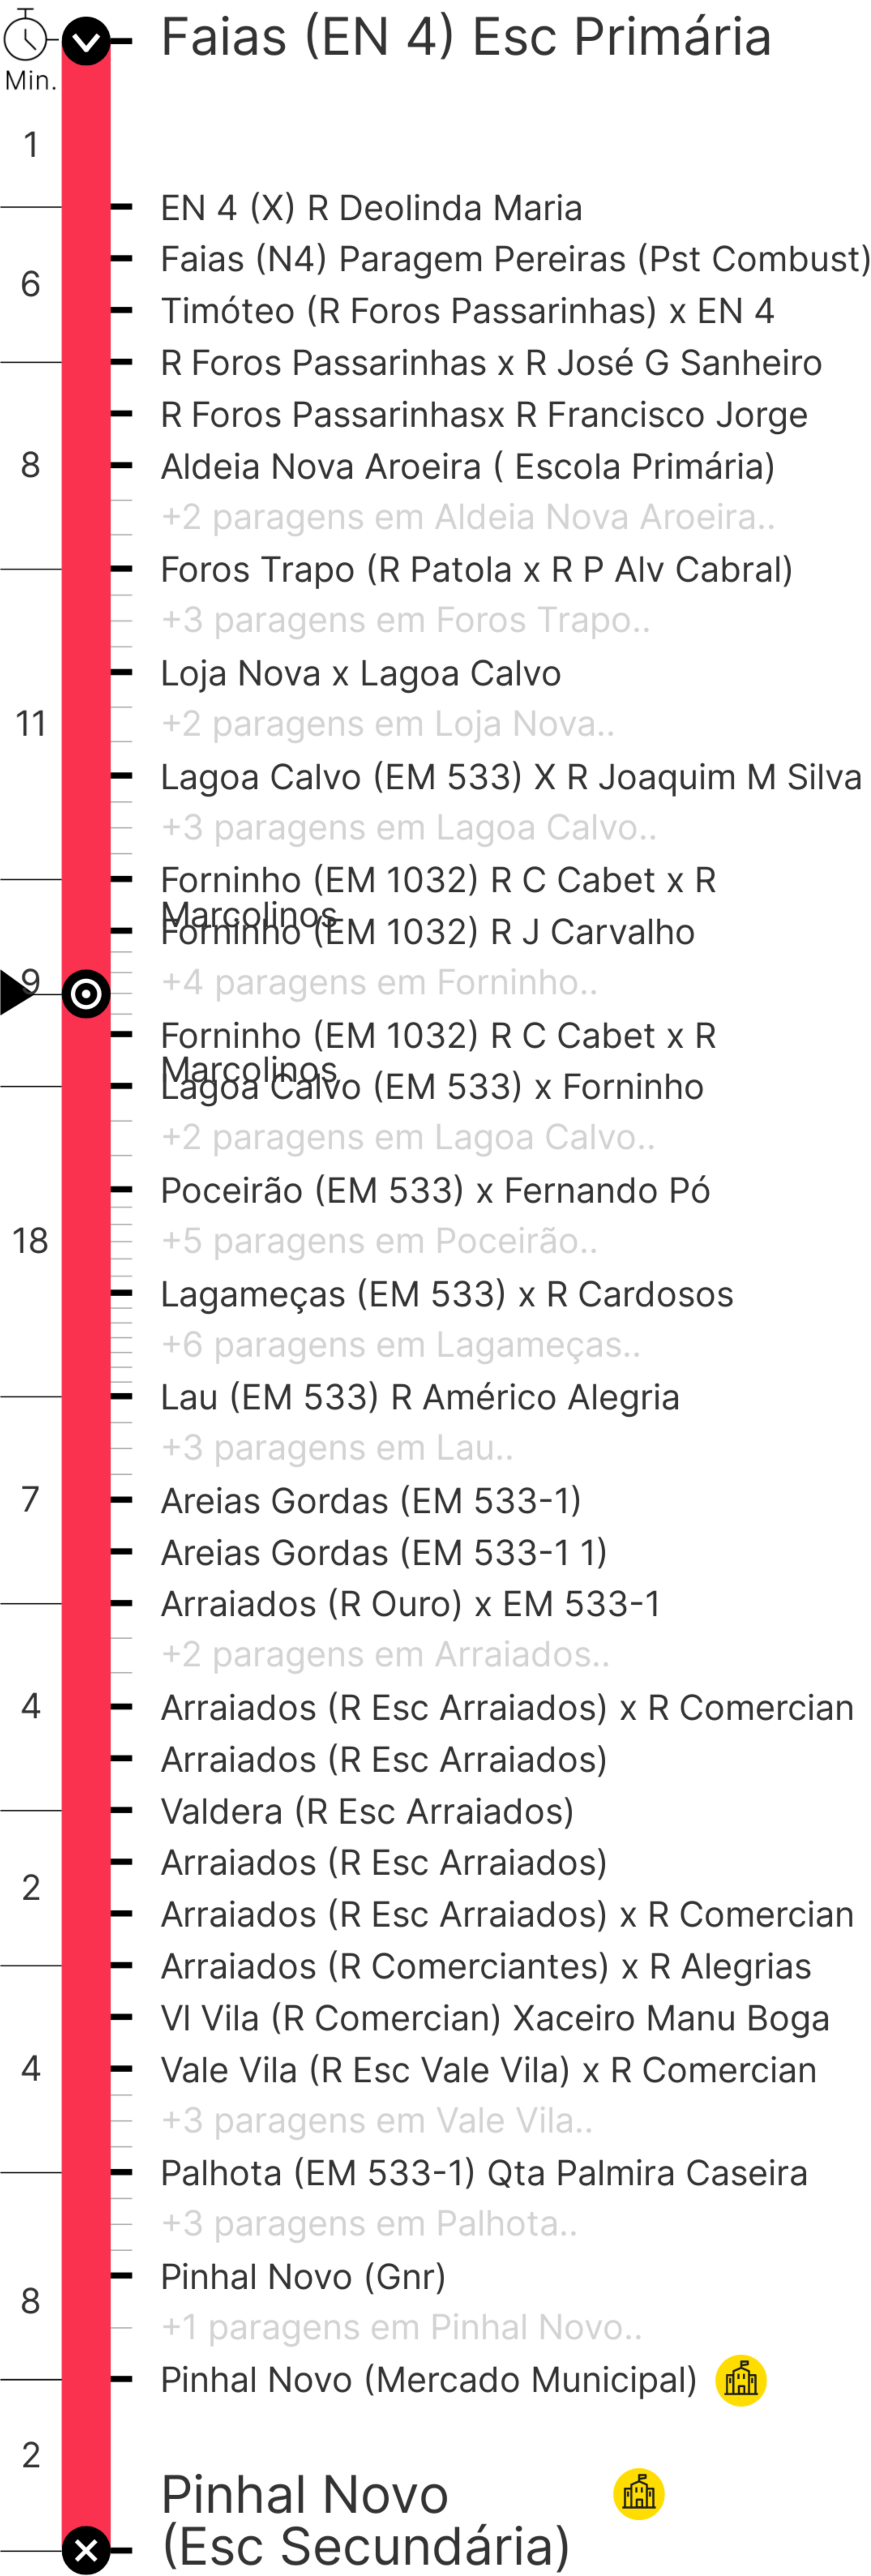 Faias (EN 4) Esc Primária
Min.
1
EN 4 (X) R Deolinda Maria
Faias (N4) Paragem Pereiras (Pst Combust)
6
Timóteo (R Foros Passarinhas) x EN 4
R Foros Passarinhas x R José G Sanheiro
R Foros Passarinhasx R Francisco Jorge
8
Aldeia Nova Aroeira ( Escola Primária)
+2 paragens em Aldeia Nova Aroeira..
Foros Trapo (R Patola x R P Alv Cabral)
+3 paragens em Foros Trapo..
Loja Nova x Lagoa Calvo
11
+2 paragens em Loja Nova..
Lagoa Calvo (EM 533) X R Joaquim M Silva
+3 paragens em Lagoa Calvo..
Forninho (EM 1032) R C Cabet x R
Marcolinos
Forninho (EM 1032) R J Carvalho
9
+4 paragens em Forninho..
Forninho (EM 1032) R C Cabet x R
Marcolinos
Lagoa Calvo (EM 533) x Forninho
+2 paragens em Lagoa Calvo..
Poceirão (EM 533) x Fernando Pó
18
+5 paragens em Poceirão..
Lagameças (EM 533) x R Cardosos
+6 paragens em Lagameças..
Lau (EM 533) R Américo Alegria
+3 paragens em Lau..
7
Areias Gordas (EM 533-1)
Areias Gordas (EM 533-1 1)
Arraiados (R Ouro) x EM 533-1
+2 paragens em Arraiados..
4
Arraiados (R Esc Arraiados) x R Comercian
Arraiados (R Esc Arraiados)
Valdera (R Esc Arraiados)
Arraiados (R Esc Arraiados)
2
Arraiados (R Esc Arraiados) x R Comercian
Arraiados (R Comerciantes) x R Alegrias
Vl Vila (R Comercian) Xaceiro Manu Boga
4
Vale Vila (R Esc Vale Vila) x R Comercian
+3 paragens em Vale Vila..
Palhota (EM 533-1) Qta Palmira Caseira
+3 paragens em Palhota..
Pinhal Novo (Gnr)
8
+1 paragens em Pinhal Novo..
Pinhal Novo (Mercado Municipal)
2
Pinhal Novo
(Esc Secundária)